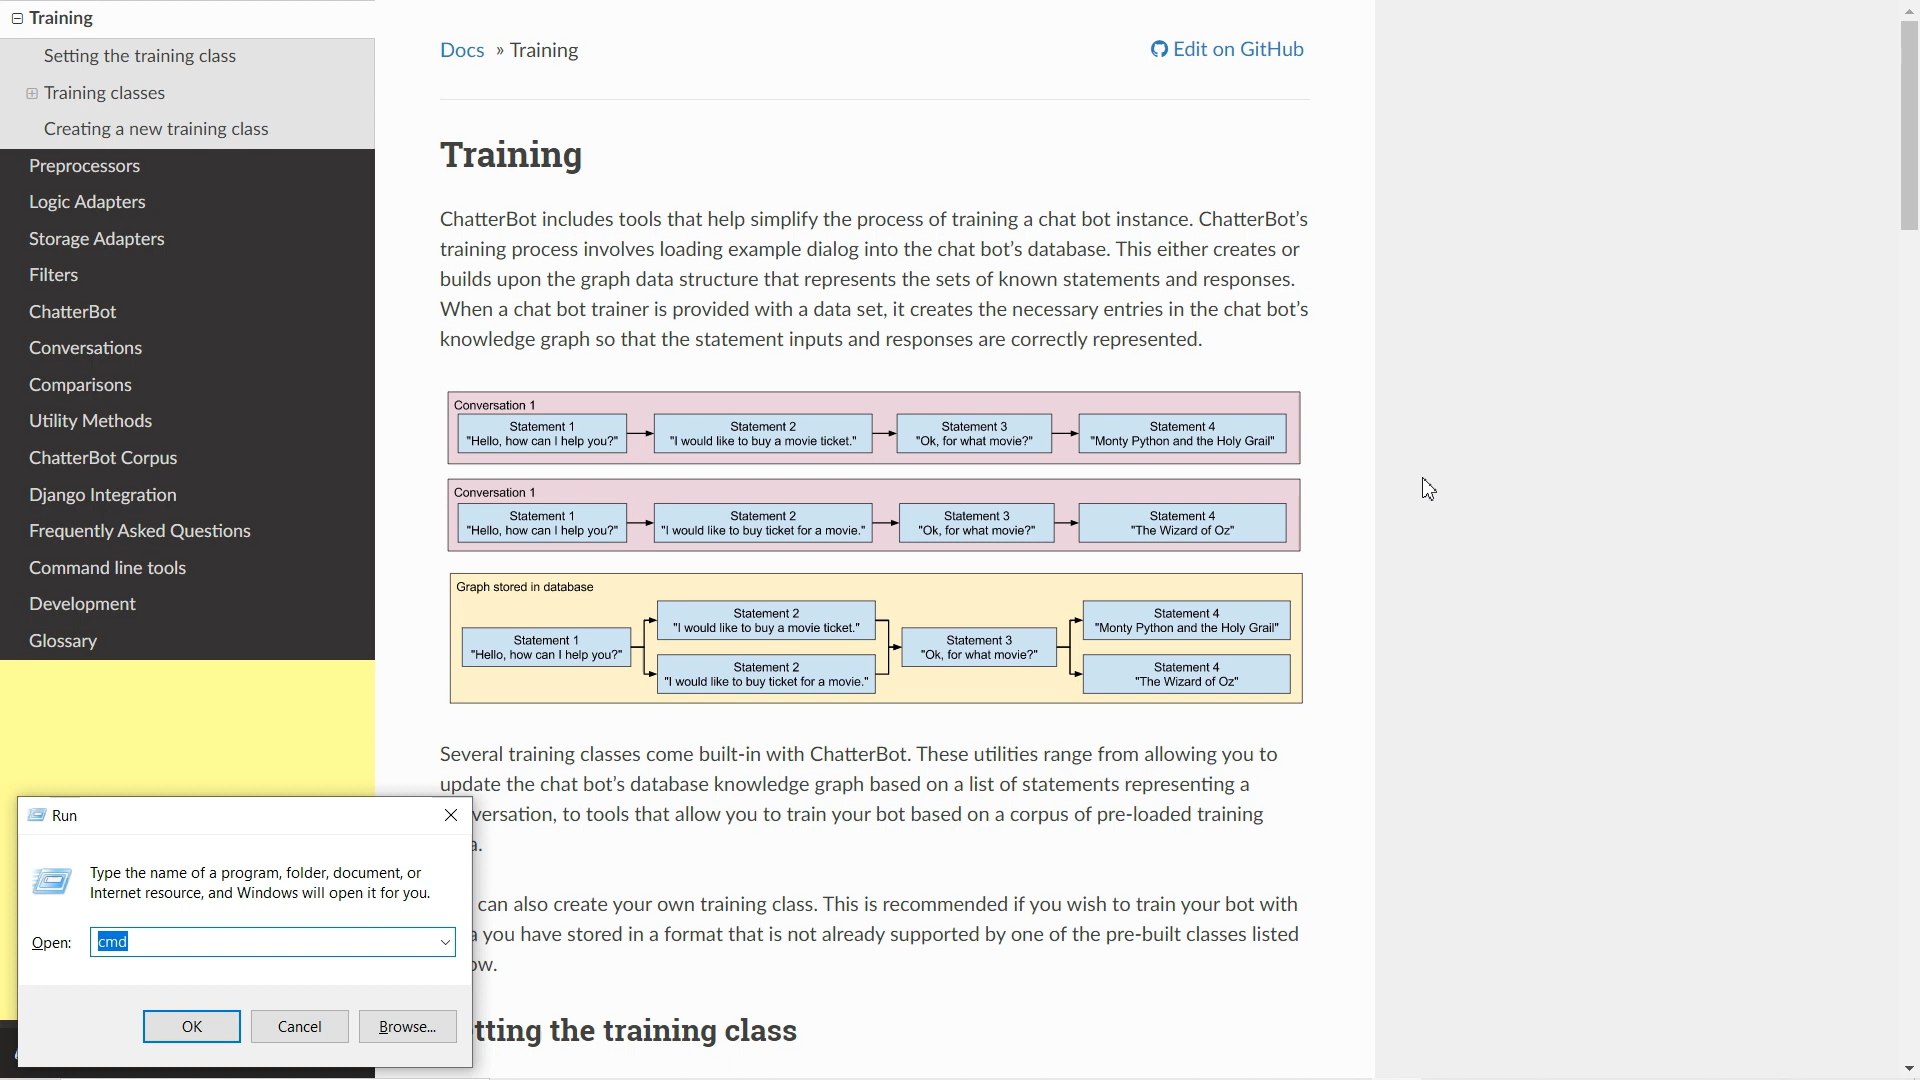 Training
Setting the training class
Training classes
Creating a new training class
Preprocessors
Logic Adapters
Storage Adapters
Filters
ChatterBot
Conversations
Comparisons
Utility Methods
ChatterBot Corpus
Django Integration
Frequently Asked Questions
Command line tools
Development
Glossary
Docs » Training
Edit on GitHub
Training
ChatterBot includes tools that help simplify the process of training a chat bot instance. ChatterBot's
training process involves loading example dialog into the chat bot's database. This either creates or
builds upon the graph data structure that represents the sets of known statements and responses.
When a chat bot trainer is provided with a data set, it creates the necessary entries in the chat bot's
knowledge graph so that the statement inputs and responses are correctly represented.
Conversation 1
Statement 1
"Hello, how can I help you?"
Statement 2
"I would like to buy a movie ticket."
Statement 3
"Ok, for what movie?"
Statement 4
"Monty Python and the Holy Grail"
Conversation 1
Statement 1
"Hello, how can I help you?"
Statement 2
"I would like to buy ticket for a movie."
Statement 3
"Ok, for what movie?"
Statement 4
"The Wizard of Oz"
Graph stored in database
Statement 1
"Hello, how can I help you?"
Statement 2
"I would like to buy a movie ticket."
Statement 2
"I would like to buy ticket for a movie."
Statement 3
"Ok, for what movie?"
Statement 4
"Monty Python and the Holy Grail"
Statement 4
"The Wizard of Oz"
Several training classes come built-in with ChatterBot. These utilities range from allowing you to
update the chat bot's database knowledge graph based on a list of statements representing a
versation, to tools that allow you to train your bot based on a corpus of pre-loaded training
a.
can also create your own training class. This is recommended if you wish to train your bot with
a you have stored in a format that is not already supported by one of the pre-built classes listed
ow.
tting the training class
Run
Type the name of a program, folder, document, or
Internet resource, and Windows will open it for you.
Open: cmd
OK Cancel Browse...